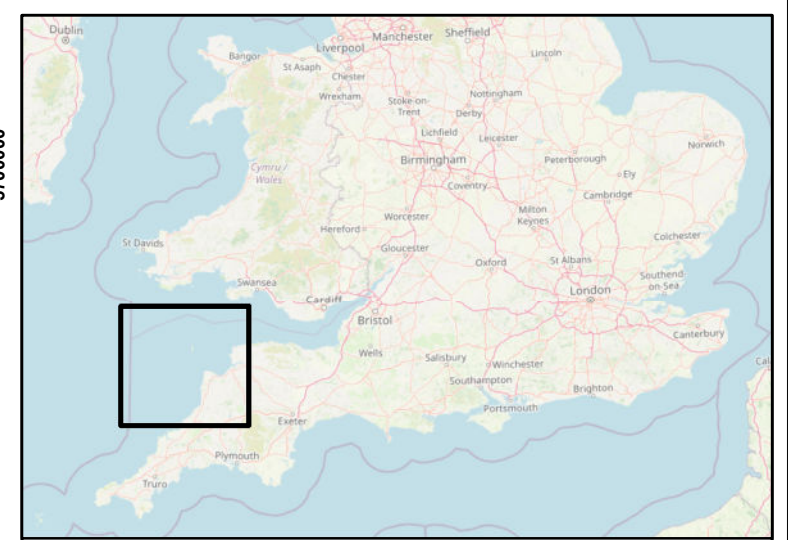 Dublin
Manchester
Sheffield
Liverpool
Bangor
St Asaph
Chester
Lincoln
Wrexham
Stoke-on-
Trent
Nottingham
Derby
Lichfield
Leicester
Norwich
Birmingham
Peterborough
Ely
Cymru /
Wales
Coventry
Cambridge
Worcester
Milton
Keynes
Hereford
Colchester
St Davids
Gloucester
Oxford
St Albans
Swansea
Southend
on-Sea
London
Cardiff
Bristol
Canterbury
Wells
Salisbury
Winchester
Cal
Southampton
Brighton
Portsmouth
Exeter
Plymouth
Truro